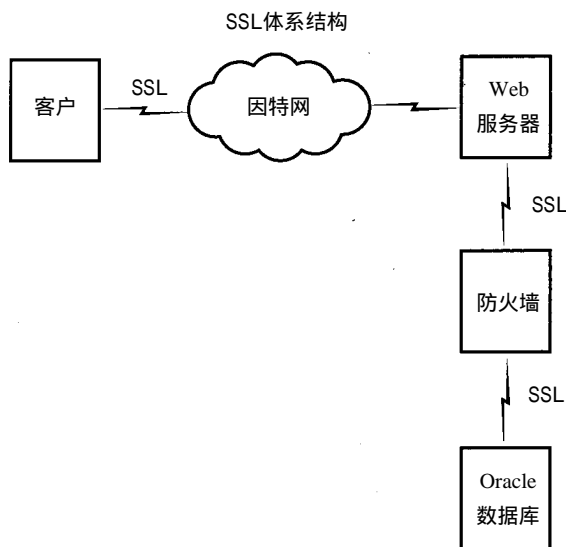 SSL体系结构
客户
SSL
因特网
Web
服务器
SSL
防火墙
SSL
Oracle
数据库